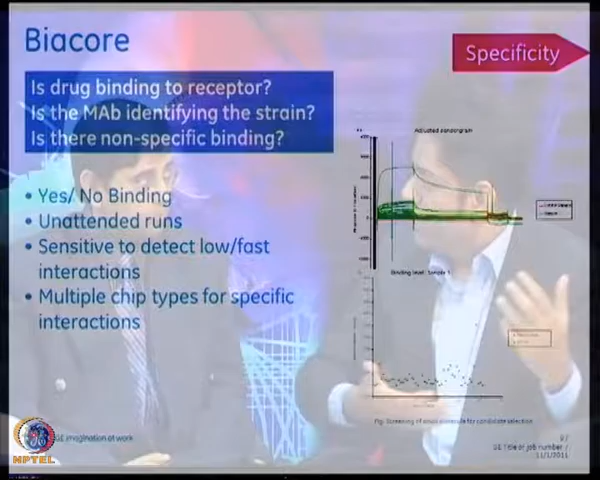 Biacore
Specificity
Is drug binding to receptor?
Is the MAb identifying the strain?
Is there non-specific binding?
• Yes/ No Binding
• Unattended runs
• Sensitive to detect low/fast
interactions
• Multiple chip types for specific
interactions
Adjusted sensorgram
Binding level: Sample 1
Fig: Screening of small molecule for candidate selection
GE imagination at work
NPTEL
9 /
GE Title or job number /
11/1/2011